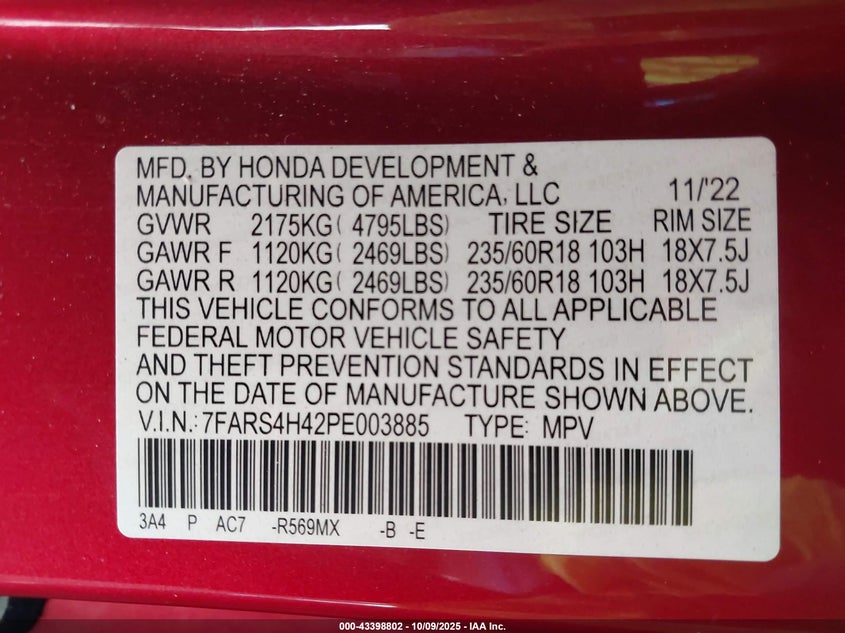 MFD. BY HONDA DEVELOPMENT &
MANUFACTURING OF AMERICA, LLC 11/'22
GVWR 2175KG( 4795LBS) TIRE SIZE RIM SIZE
GAWR F 1120KG( 2469LBS) 235/60R18 103H 18X7.5J
GAWR R 1120KG( 2469LBS) 235/60R18 103H 18X7.5J
THIS VEHICLE CONFORMS TO ALL APPLICABLE
FEDERAL MOTOR VEHICLE SAFETY
AND THEFT PREVENTION STANDARDS IN EFFECT
ON THE DATE OF MANUFACTURE SHOWN ABOVE.
V.I.N.: 7FARS4H42PE003885 TYPE: MPV
3A4 P AC7 -R569MX -B -E
000-43398802 - 10/09/2025 - IAA Inc.